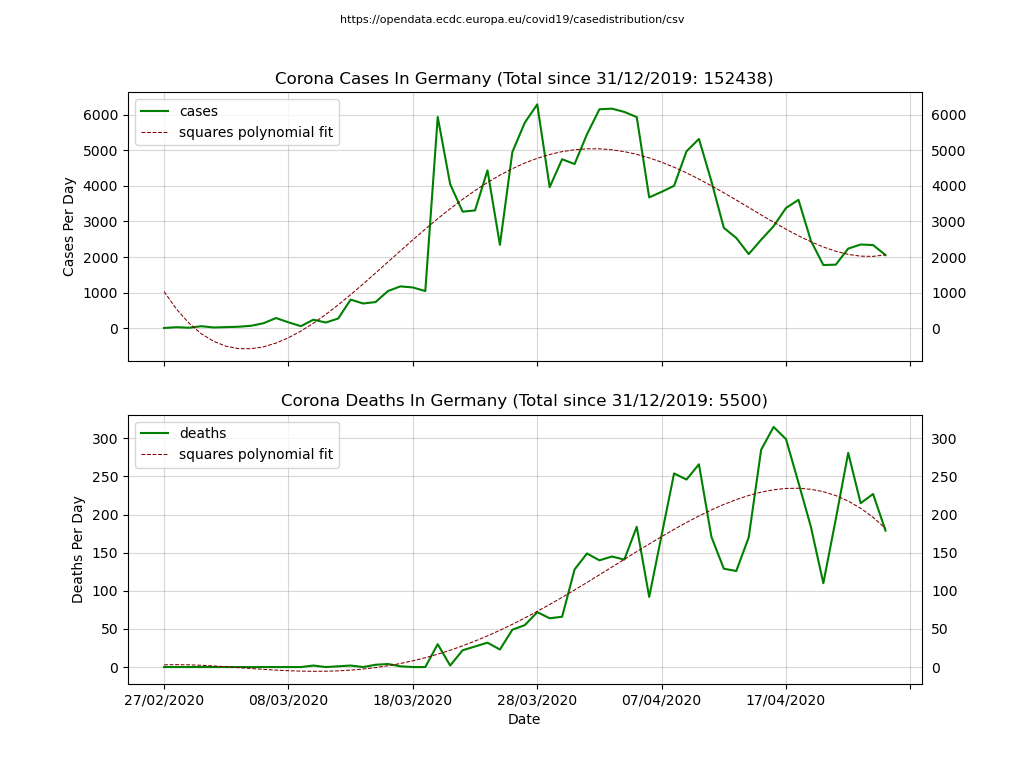 https://opendata.ecdc.europa.eu/covid19/casedistribution/csv
Corona Cases In Germany (Total since 31/12/2019: 152438)
cases
squares polynomial fit
6000 6000
5000 5000
4000 4000
3000 3000
2000 2000
1000 1000
0 0
Cases Per Day
Corona Deaths In Germany (Total since 31/12/2019: 5500)
deaths
squares polynomial fit
300 300
250 250
200 200
150 150
100 100
50 50
0 0
Deaths Per Day
27/02/2020 08/03/2020 18/03/2020 28/03/2020 07/04/2020 17/04/2020
Date